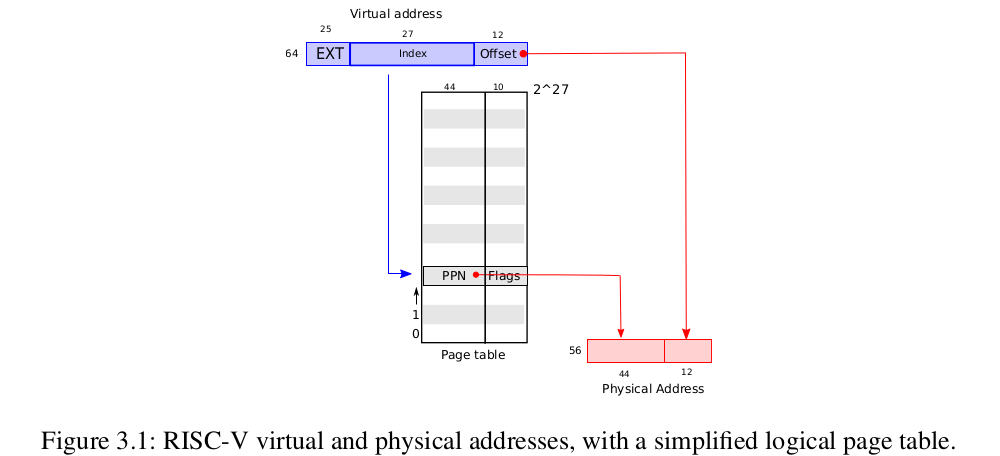 Virtual address
25
27
12
64
EXT
Index
Offset
44
10
2^27
PPN
Flags
1
0
Page table
56
44
12
Physical Address
Figure 3.1: RISC-V virtual and physical addresses, with a simplified logical page table.